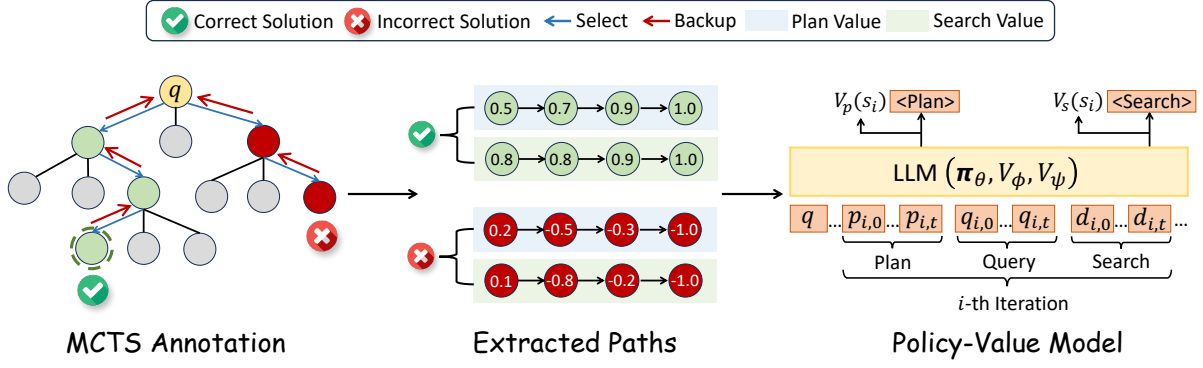 Correct Solution Incorrect Solution Select Backup Plan Value Search Value
q
0.5 0.7 0.9 1.0
0.8 0.8 0.9 1.0
0.2 -0.5 -0.3 -1.0
0.1 -0.8 -0.2 -1.0
V_p(s_i) <Plan> V_s(s_i) <Search>
LLM (π_θ, V_ϕ, V_ψ)
q ... p_{i,0} ... p_{i,t} q_{i,0} ... q_{i,t} d_{i,0} ... d_{i,t} ...
Plan Query Search
i-th Iteration
MCTS Annotation Extracted Paths Policy-Value Model